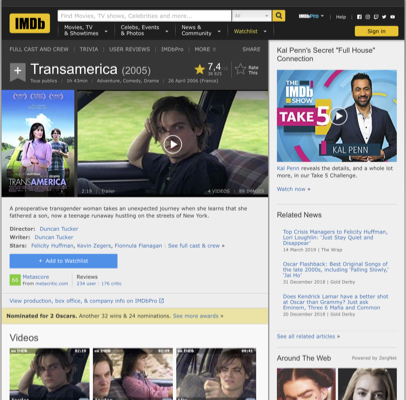 IMDb
Find Movies, TV shows, Celebrities and more...
All
IMDbPro
Help
Movies, TV & Showtimes
Celebs, Events & Photos
News & Community
Watchlist
Sign in
FULL CAST AND CREW | TRIVIA | USER REVIEWS | IMDbPro | MORE
SHARE
Transamerica (2005)
7,4
Rate This
Tous publics | 1h 43min | Adventure, Comedy, Drama | 26 April 2006 (France)
TRANSAMERICA
2:19 | Trailer
4 VIDEOS
A preoperative transgender woman takes an unexpected journey when she learns that she
fathered a son, now a teenage runaway hustling on the streets of New York.
Director: Duncan Tucker
Writer: Duncan Tucker
Stars: Felicity Huffman, Kevin Zegers, Fionnula Flanagan | See full cast & crew »
+ Add to Watchlist
Metascore
From metacritic.com
Reviews
234 user | 176 critic
View production, box office, & company info on IMDbPro
Nominated for 2 Oscars. Another 32 wins & 24 nominations. See more awards »
Videos
Kal Penn's Secret "Full House"
Connection
THE
IMDb
SHOW
TAKE 5
KAL PENN
Kal Penn reveals the details, and a whole lot
more, in our Take 5 Challenge.
Watch now »
Related News
Top Crisis Managers to Felicity Huffman,
Lori Loughlin: 'Just Stay Quiet and
Disappear'
14 March 2019 | The Wrap
Oscar Flashback: Best Original Songs of
the late 2000s, including 'Falling Slowly,'
'Jai Ho'
31 December 2018 | Gold Derby
Does Kendrick Lamar have a better shot
at Oscar than Grammy? Just ask
Eminem, Three 6 Mafia and Common
20 December 2018 | Gold Derby
See all related articles »
Around The Web
Powered by ZergNet